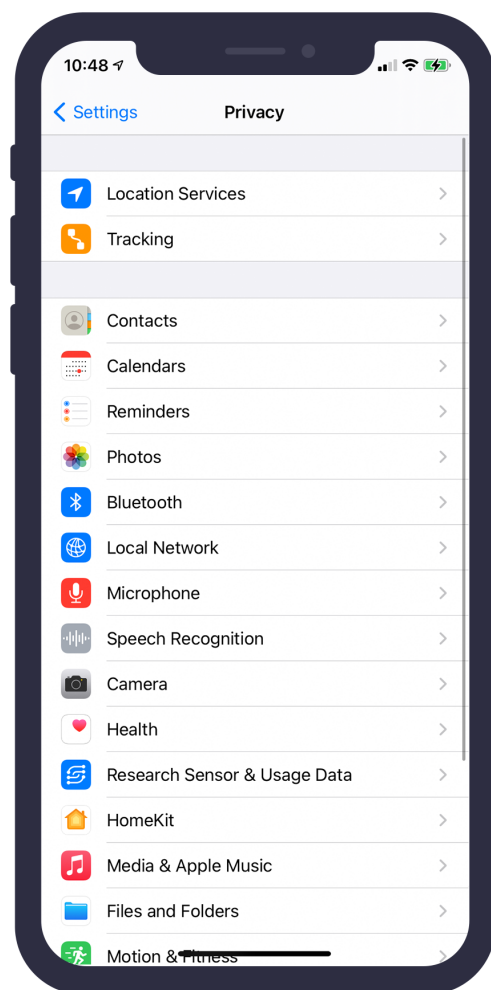 10:48
Settings
Privacy
Location Services
Tracking
Contacts
Calendars
Reminders
Photos
Bluetooth
Local Network
Microphone
Speech Recognition
Camera
Health
Research Sensor & Usage Data
HomeKit
Media & Apple Music
Files and Folders
Motion & Fitness